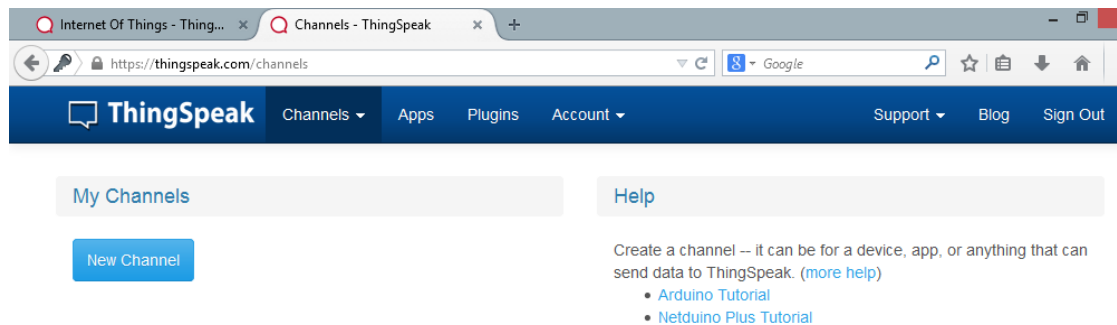 Internet Of Things - Thing...
Channels - ThingSpeak
https://thingspeak.com/channels
Google
ThingSpeak Channels Apps Plugins Account Support Blog Sign Out
My Channels
New Channel
Help
Create a channel -- it can be for a device, app, or anything that can
send data to ThingSpeak. (more help)
• Arduino Tutorial
• Netduino Plus Tutorial